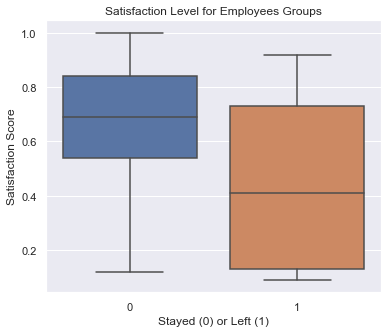 Satisfaction Level for Employees Groups
1.0
0.8
0.6
0.4
0.2
Satisfaction Score
0 1
Stayed (0) or Left (1)